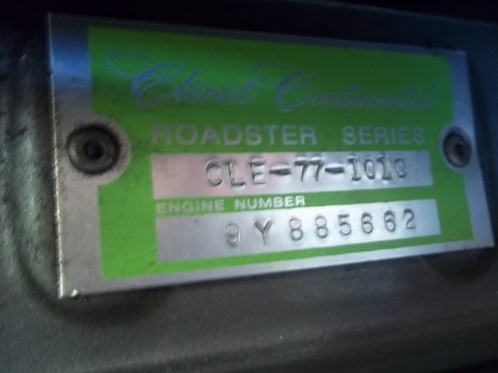 Clenet Continental
ROADSTER SERIES
CLE-77-1010
ENGINE NUMBER
9Y885662